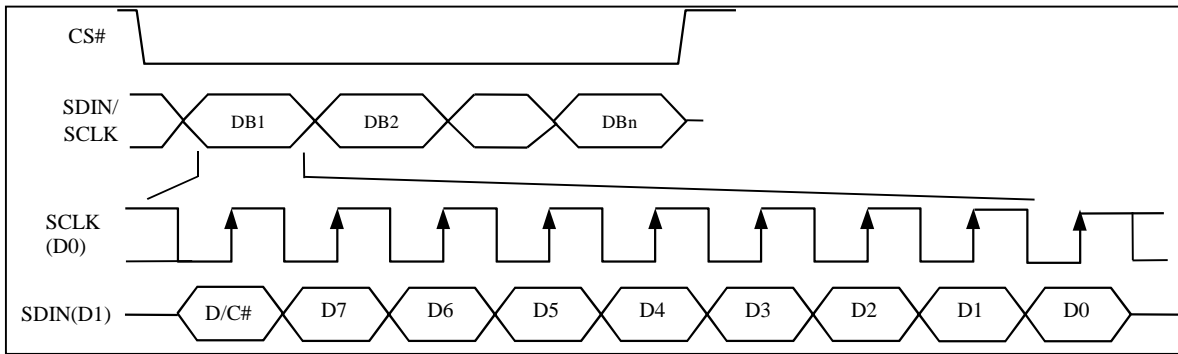 CS#
SDIN/
SCLK
DB1 DB2 DBn
SCLK
(D0)
SDIN(D1) D/C# D7 D6 D5 D4 D3 D2 D1 D0